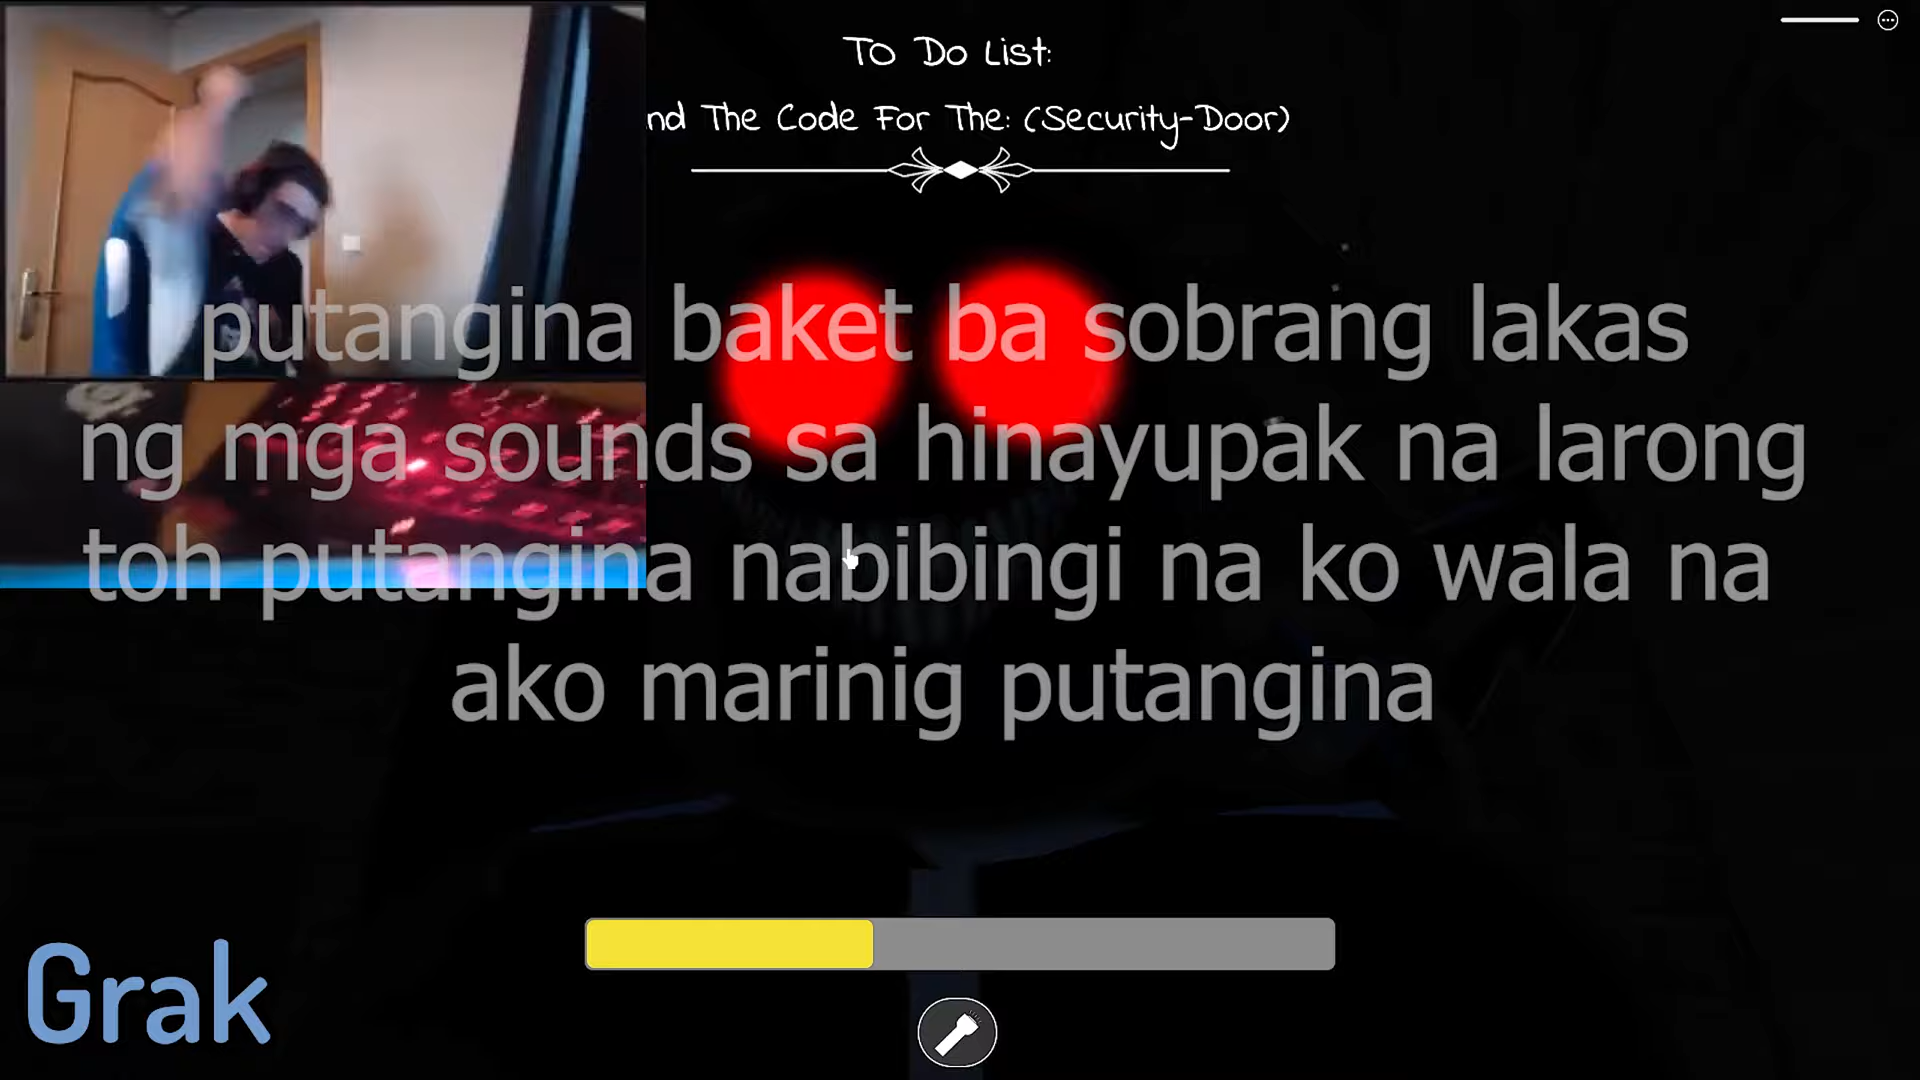 To Do List:
nd The Code For The: (Security-Door)
putangina baket ba sobrang lakas
ng mga sounds sa hinayupak na larong
toh putangina nabibingi na ko wala na
ako marinig putangina
Grak